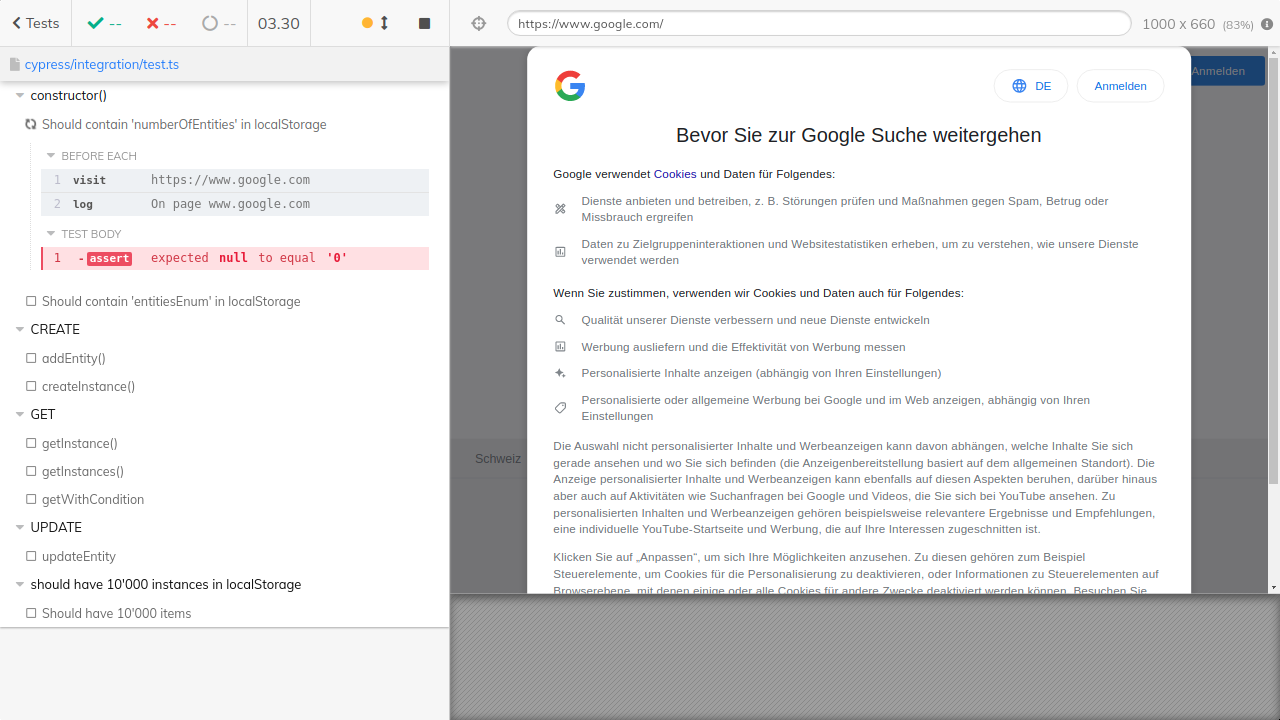 Tests
--
--
--
03.30
https://www.google.com/
1000 x 660 (83%)
cypress/integration/test.ts
constructor()
Should contain 'numberOfEntities' in localStorage
BEFORE EACH
1 visit https://www.google.com
2 log On page www.google.com
TEST BODY
1 -assert expected null to equal '0'
Should contain 'entitiesEnum' in localStorage
CREATE
addEntity()
createInstance()
GET
getInstance()
getInstances()
getWithCondition
UPDATE
updateEntity
should have 10'000 instances in localStorage
Should have 10'000 items
Anmelden
DE
Anmelden
Bevor Sie zur Google Suche weitergehen
Google verwendet Cookies und Daten für Folgendes:
Dienste anbieten und betreiben, z. B. Störungen prüfen und Maßnahmen gegen Spam, Betrug oder
Missbrauch ergreifen
Daten zu Zielgruppeninteraktionen und Websitestatistiken erheben, um zu verstehen, wie unsere Dienste
verwendet werden
Wenn Sie zustimmen, verwenden wir Cookies und Daten auch für Folgendes:
Qualität unserer Dienste verbessern und neue Dienste entwickeln
Werbung ausliefern und die Effektivität von Werbung messen
Personalisierte Inhalte anzeigen (abhängig von Ihren Einstellungen)
Personalisierte oder allgemeine Werbung bei Google und im Web anzeigen, abhängig von Ihren
Einstellungen
Die Auswahl nicht personalisierter Inhalte und Werbeanzeigen kann davon abhängen, welche Inhalte Sie sich
gerade ansehen und wo Sie sich befinden (die Anzeigenbereitstellung basiert auf dem allgemeinen Standort). Die
Anzeige personalisierter Inhalte und Werbeanzeigen kann ebenfalls auf diesen Aspekten beruhen, darüber hinaus
aber auch auf Aktivitäten wie Suchanfragen bei Google und Videos, die Sie sich bei YouTube ansehen. Zu
personalisierten Inhalten und Werbeanzeigen gehören beispielsweise relevantere Ergebnisse und Empfehlungen,
eine individuelle YouTube-Startseite und Werbung, die auf Ihre Interessen zugeschnitten ist.
Klicken Sie auf „Anpassen“, um sich Ihre Möglichkeiten anzusehen. Zu diesen gehören zum Beispiel
Steuerelemente, um Cookies für die Personalisierung zu deaktivieren, oder Informationen zu Steuerelementen auf
Browserebene, mit denen einige oder alle Cookies für andere Zwecke deaktiviert werden können. Besuchen Sie
Schweiz